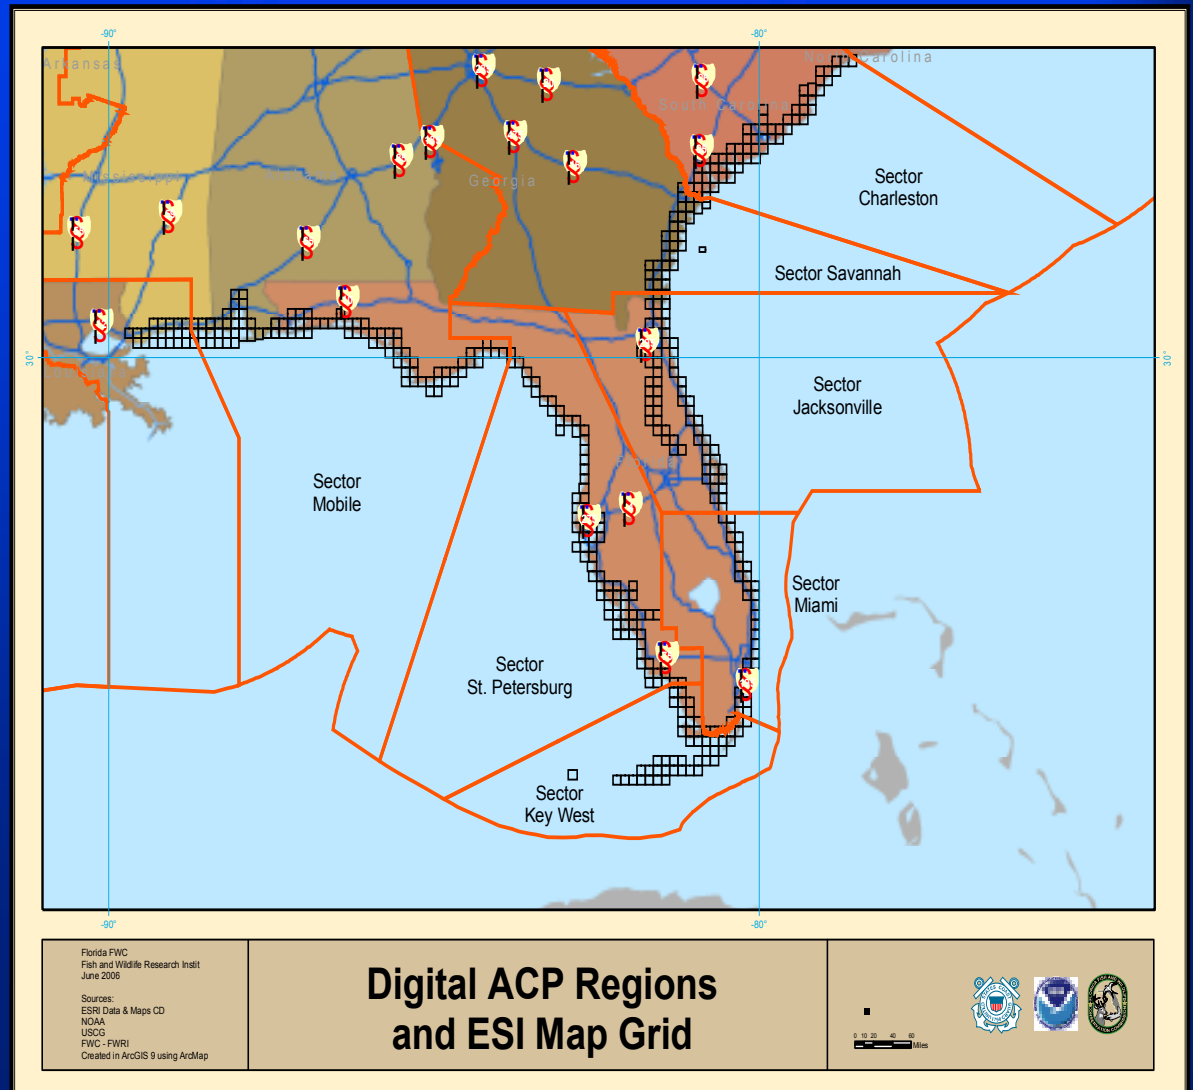 -90°
-80°
Arkansas
North Carolina
South Carolina
Mississippi
Georgia
Sector
Charleston
Sector Savannah
30°
30°
Sector
Jacksonville
Sector
Mobile
Sector
Miami
Sector
St. Petersburg
Sector
Key West
-90°
-80°
Florida FWC
Fish and Wildlife Research Instit
June 2006
Sources:
ESRI Data & Maps CD
NOAA
USCG
FWC - FWRI
Created in ArcGIS 9 using ArcMap
Digital ACP Regions
and ESI Map Grid
0 10 20 40 60
Miles